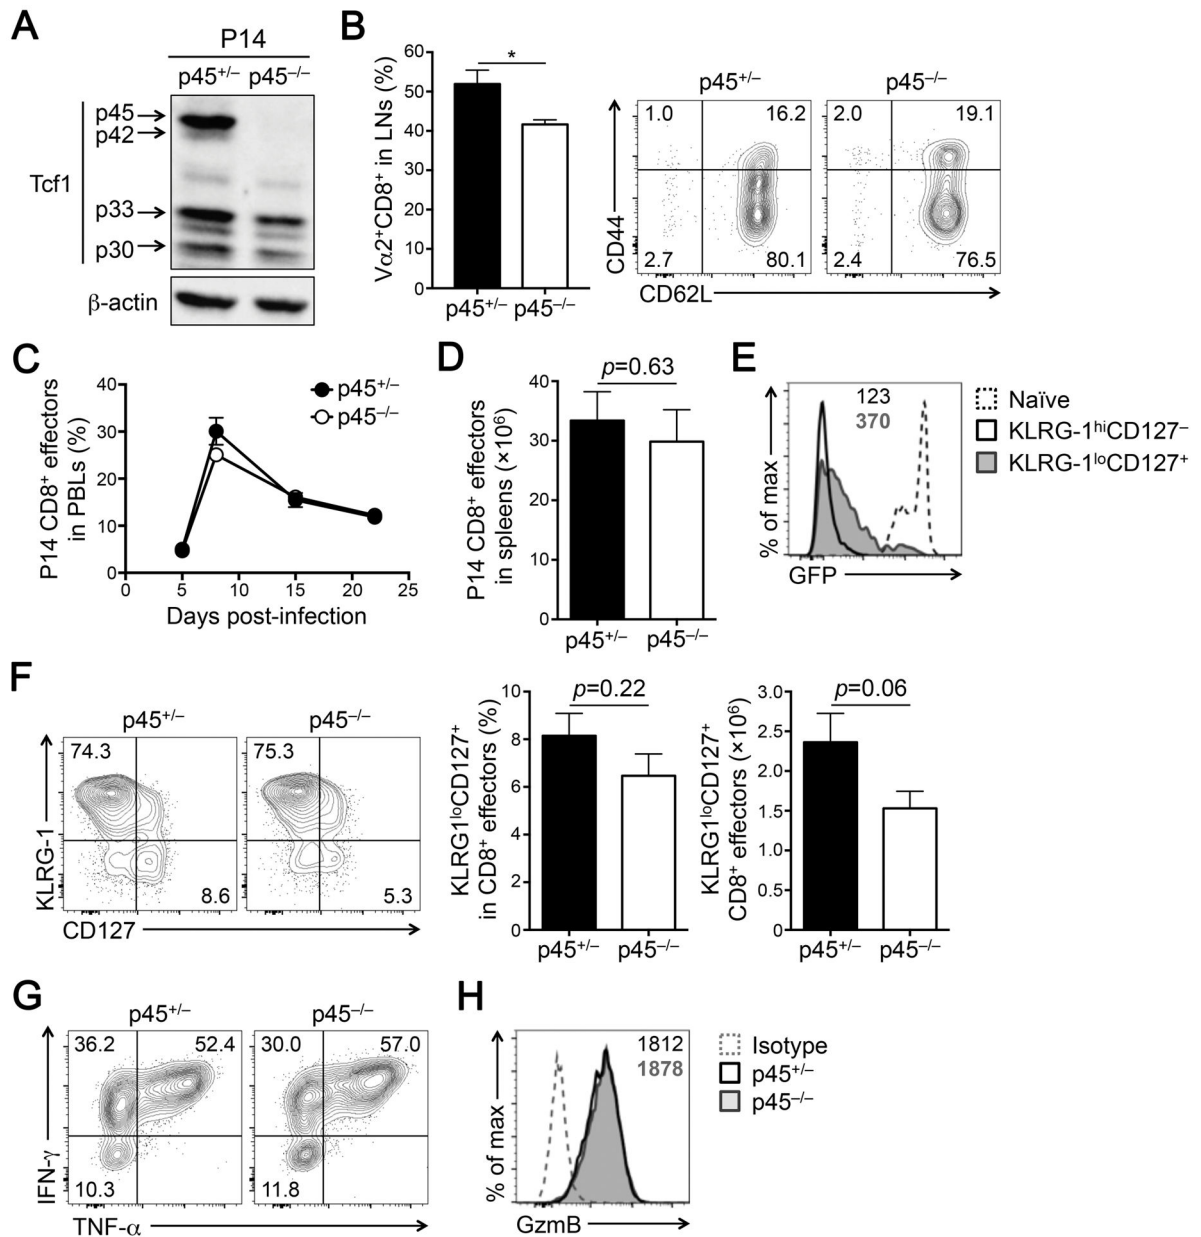 A
P14
p45+/– p45–/–
p45
p42
Tcf1
p33
p30
β-actin
B
Vα2+CD8+ in LNs (%)
60
50
40
30
20
10
0
*
p45+/– p45–/–
p45+/– p45–/–
1.0 16.2
2.7 80.1
2.0 19.1
2.4 76.5
CD44
CD62L
C
P14 CD8+ effectors
in PBLs (%)
40
30
20
10
0
0 5 10 15 20 25
Days post-infection
p45+/–
p45–/–
D
P14 CD8+ effectors
in spleens (×10⁶)
40
30
20
10
0
p=0.63
p45+/– p45–/–
E
% of max
123
370
GFP
Naïve
KLRG-1hiCD127–
KLRG-1loCD127+
F
p45+/– p45–/–
74.3
8.6
75.3
5.3
KLRG-1
CD127
KLRG1loCD127+
in CD8+ effectors (%)
10
8
6
4
2
0
p=0.22
p45+/– p45–/–
KLRG1loCD127+
CD8+ effectors (×10⁶)
3.0
2.5
2.0
1.5
1.0
0.5
0
p=0.06
p45+/– p45–/–
G
p45+/– p45–/–
36.2 52.4
10.3
30.0 57.0
11.8
IFN-γ
TNF-α
H
% of max
1812
1878
GzmB
Isotype
p45+/–
p45–/–